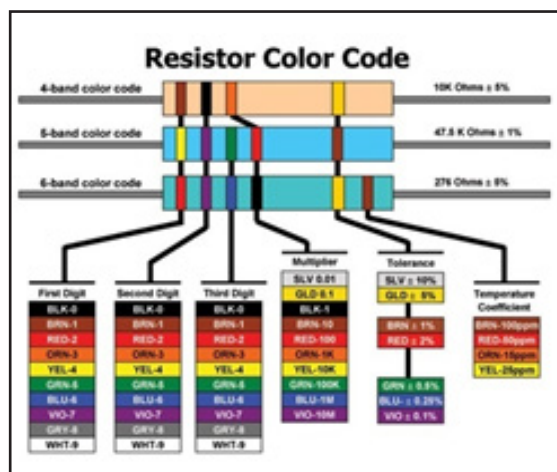 Resistor Color Code
4-band color code
10K Ohms ± 5%
5-band color code
47.5 K Ohms ± 1%
6-band color code
276 Ohms ± 5%
Multiplier
Tolerance
SLV 0.01
SLV ± 10%
First Digit
Second Digit
Third Digit
GLD 0.1
GLD ± 5%
Temperature
Coefficient
BLK-0
BLK-0
BLK-0
BLK-1
BRN-1
BRN-1
BRN-1
BRN-10
BRN ± 1%
BRN-100ppm
RED-2
RED-2
RED-2
RED-100
RED ± 2%
RED-50ppm
ORN-3
ORN-3
ORN-3
ORN-1K
ORN-15ppm
YEL-4
YEL-4
YEL-4
YEL-10K
YEL-25ppm
GRN-5
GRN-5
GRN-5
GRN-100K
GRN ± 0.5%
BLU-6
BLU-6
BLU-6
BLU-1M
BLU- ± 0.25%
VIO-7
VIO-7
VIO-7
VIO-10M
VIO ± 0.1%
GRY-8
GRY-8
GRY-8
WHT-9
WHT-9
WHT-9